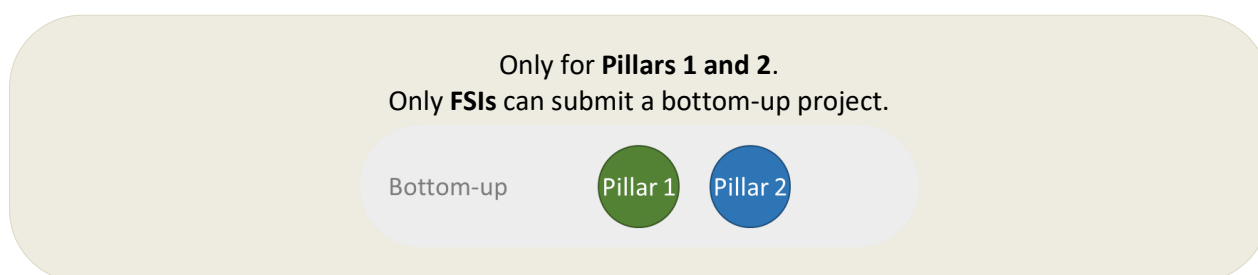 Only for Pillars 1 and 2.
Only FSIs can submit a bottom-up project.
Bottom-up Pillar 1 Pillar 2